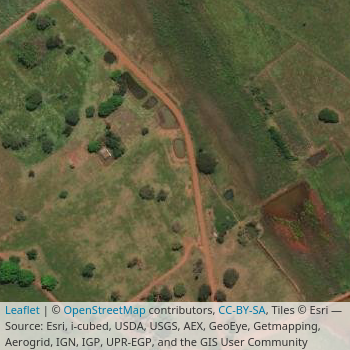 Leaflet | © OpenStreetMap contributors, CC-BY-SA, Tiles © Esri —
Source: Esri, i-cubed, USDA, USGS, AEX, GeoEye, Getmapping,
Aerogrid, IGN, IGP, UPR-EGP, and the GIS User Community